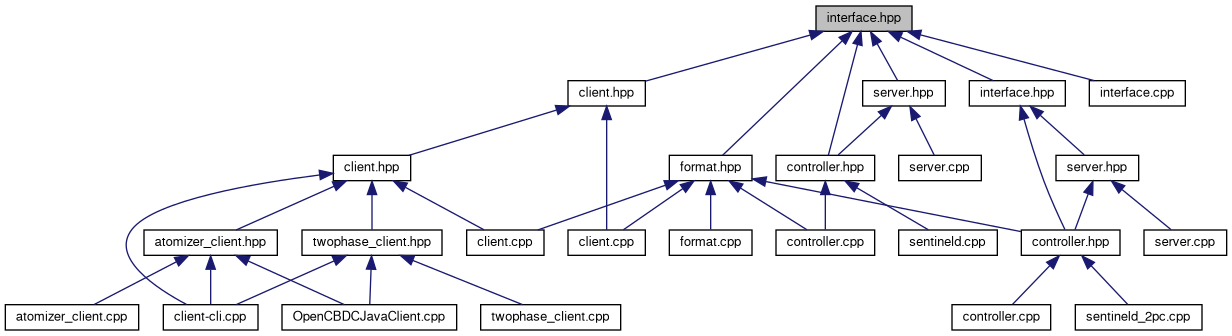 interface.hpp
client.hpp
server.hpp
interface.hpp
interface.cpp
client.hpp
format.hpp
controller.hpp
server.cpp
server.hpp
atomizer_client.hpp
twophase_client.hpp
client.cpp
client.cpp
format.cpp
controller.cpp
sentineld.cpp
controller.hpp
server.cpp
atomizer_client.cpp
client-cli.cpp
OpenCBDCJavaClient.cpp
twophase_client.cpp
controller.cpp
sentineld_2pc.cpp